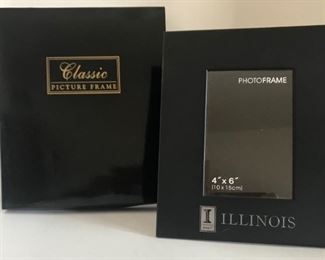 Classic
PICTURE FRAME
PHOTOFRAME
4" x 6"
(10 x 15cm)
I ILLINOIS